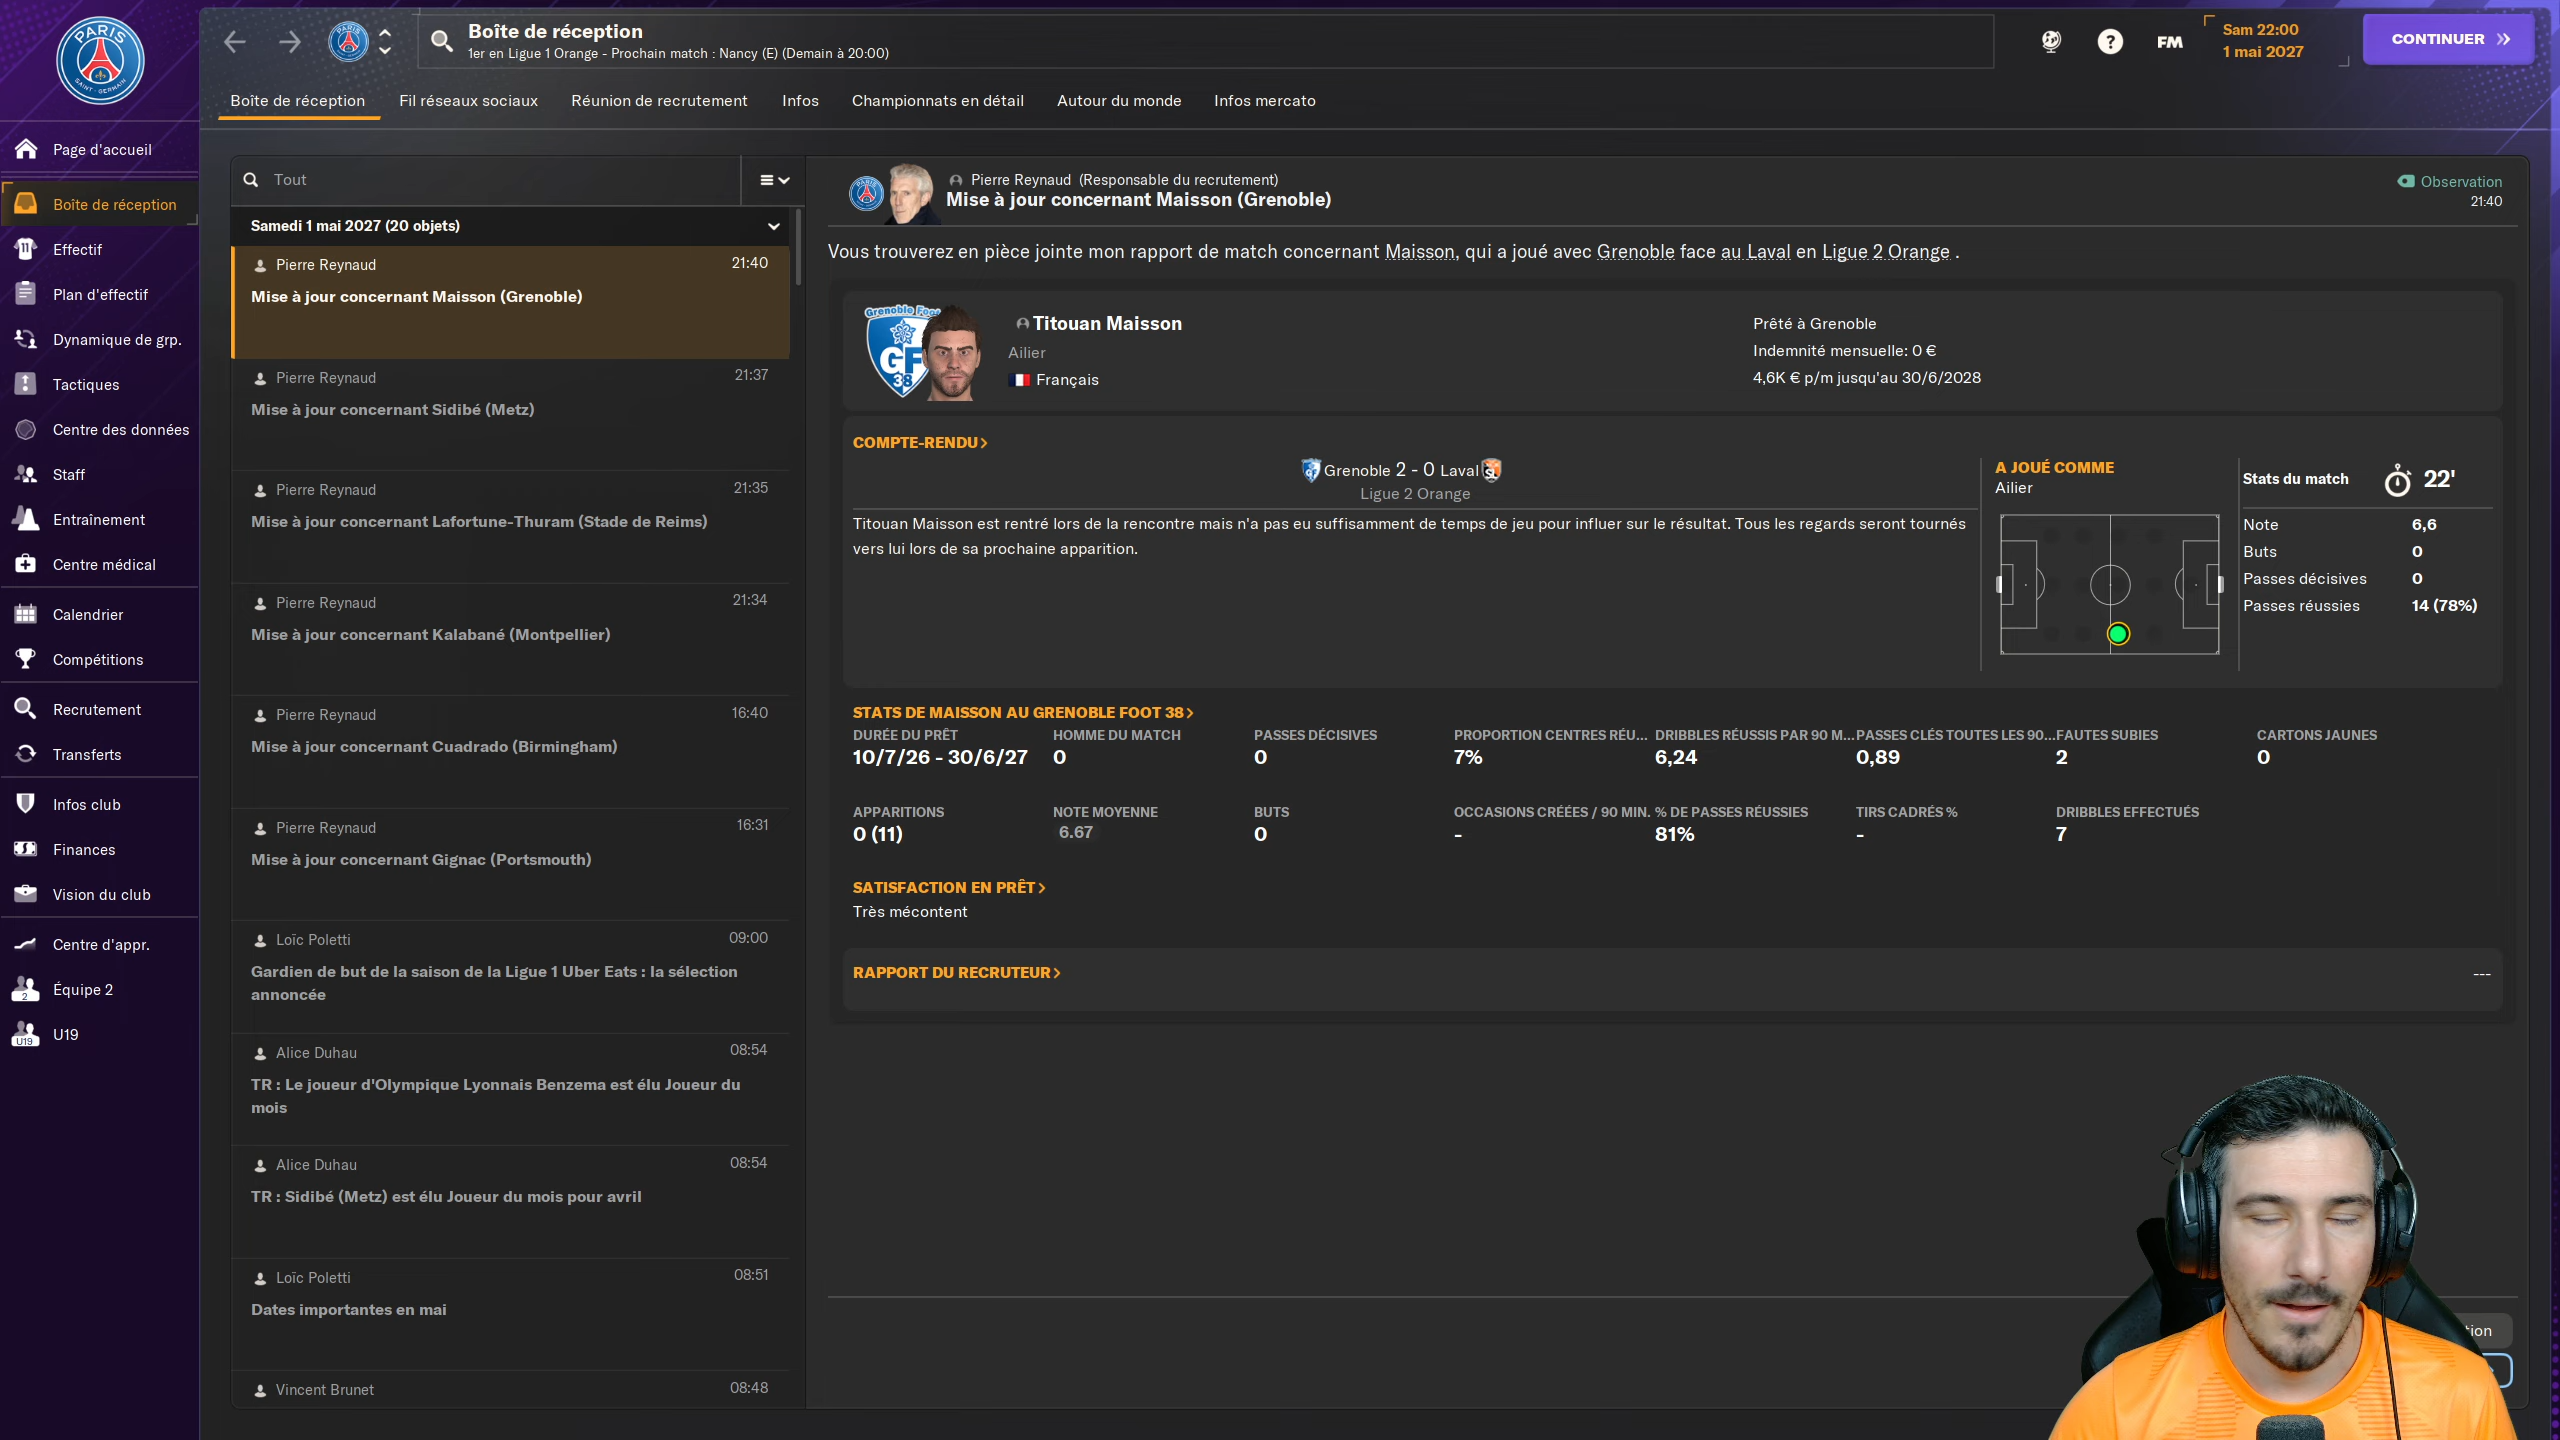 Boîte de réception
1er en Ligue 1 Orange - Prochain match : Nancy (E) (Demain à 20:00)
FM
Sam 22:00
1 mai 2027
CONTINUER
Boîte de réception
Fil réseaux sociaux
Réunion de recrutement
Infos
Championnats en détail
Autour du monde
Infos mercato
Page d'accueil
Boîte de réception
Effectif
Plan d'effectif
Dynamique de grp.
Tactiques
Centre des données
Staff
Entraînement
Centre médical
Calendrier
Compétitions
Recrutement
Transferts
Infos club
Finances
Vision du club
Centre d'appr.
2
Équipe 2
U19
U19
Tout
Samedi 1 mai 2027 (20 objets)
Pierre Reynaud 21:40
Mise à jour concernant Maisson (Grenoble)
Pierre Reynaud 21:37
Mise à jour concernant Sidibé (Metz)
Pierre Reynaud 21:35
Mise à jour concernant Lafortune-Thuram (Stade de Reims)
Pierre Reynaud 21:34
Mise à jour concernant Kalabané (Montpellier)
Pierre Reynaud 16:40
Mise à jour concernant Cuadrado (Birmingham)
Pierre Reynaud 16:31
Mise à jour concernant Gignac (Portsmouth)
Loïc Poletti 09:00
Gardien de but de la saison de la Ligue 1 Uber Eats : la sélection
annoncée
Alice Duhau 08:54
TR : Le joueur d'Olympique Lyonnais Benzema est élu Joueur du
mois
Alice Duhau 08:54
TR : Sidibé (Metz) est élu Joueur du mois pour avril
Loïc Poletti 08:51
Dates importantes en mai
Vincent Brunet 08:48
Pierre Reynaud (Responsable du recrutement)
Mise à jour concernant Maisson (Grenoble)
Observation
21:40
Vous trouverez en pièce jointe mon rapport de match concernant Maisson, qui a joué avec Grenoble face au Laval en Ligue 2 Orange .
Grenoble Foot
GF
38
Titouan Maisson
Ailier
Français
Prêté à Grenoble
Indemnité mensuelle: 0 €
4,6K € p/m jusqu'au 30/6/2028
COMPTE-RENDU
Grenoble 2 - 0 Laval
Ligue 2 Orange
Titouan Maisson est rentré lors de la rencontre mais n'a pas eu suffisamment de temps de jeu pour influer sur le résultat. Tous les regards seront tournés
vers lui lors de sa prochaine apparition.
A JOUÉ COMME
Ailier
Stats du match 22'
Note 6,6
Buts 0
Passes décisives 0
Passes réussies 14 (78%)
STATS DE MAISSON AU GRENOBLE FOOT 38
DURÉE DU PRÊT HOMME DU MATCH PASSES DÉCISIVES PROPORTION CENTRES RÉU... DRIBBLES RÉUSSIS PAR 90 M... PASSES CLÉS TOUTES LES 90... FAUTES SUBIES CARTONS JAUNES
10/7/26 - 30/6/27 0 0 7% 6,24 0,89 2 0
APPARITIONS NOTE MOYENNE BUTS OCCASIONS CRÉÉES / 90 MIN. % DE PASSES RÉUSSIES TIRS CADRÉS % DRIBBLES EFFECTUÉS
0 (11) 6.67 0 - 81% - 7
SATISFACTION EN PRÊT
Très mécontent
RAPPORT DU RECRUTEUR
---